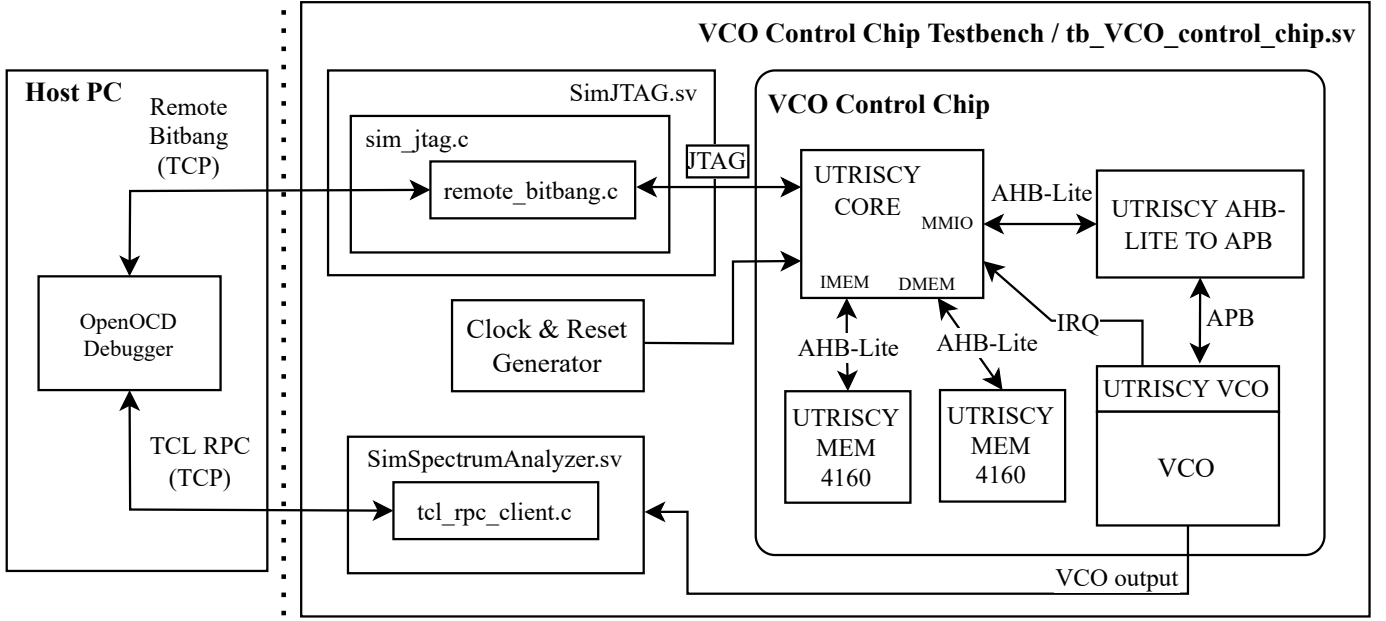 VCO Control Chip Testbench / tb_VCO_control_chip.sv
Host PC
Remote
Bitbang
(TCP)
OpenOCD
Debugger
TCL RPC
(TCP)
SimJTAG.sv
sim_jtag.c
remote_bitbang.c
JTAG
Clock & Reset
Generator
SimSpectrumAnalyzer.sv
tcl_rpc_client.c
VCO Control Chip
UTRISCY
CORE
MMIO
IMEM
DMEM
AHB-Lite
UTRISCY AHB-
LITE TO APB
IRQ
APB
AHB-Lite
AHB-Lite
UTRISCY
MEM
4160
UTRISCY
MEM
4160
UTRISCY VCO
VCO
VCO output